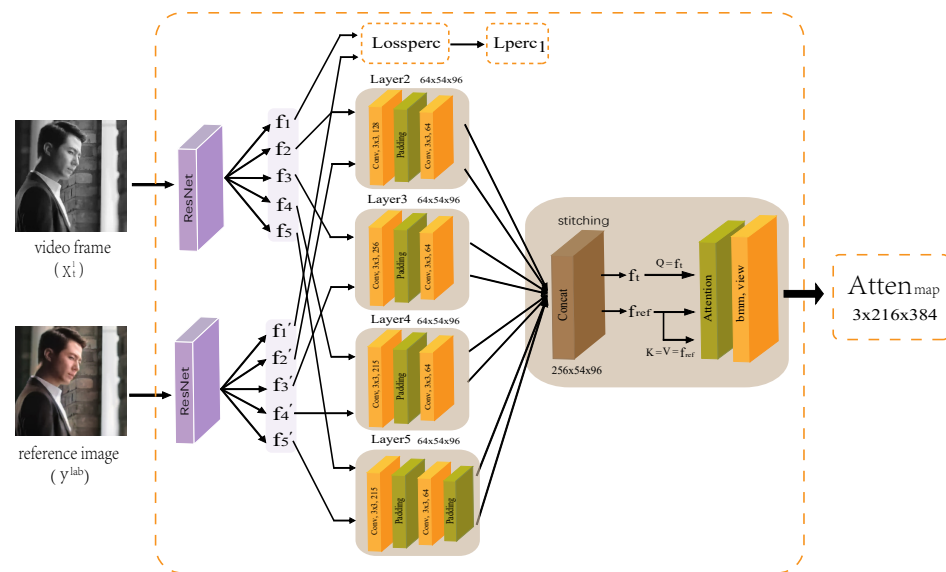 Lossperc
Lperc1
Layer2 64x54x96
Conv, 3x3, 128
Padding
Conv, 3x3, 64
ResNet
f1
f2
f3
f4
f5
video frame
(X¹ₜ)
Layer3 64x54x96
Conv, 3x3, 256
Padding
Conv, 3x3, 64
stitching
Concat
256x54x96
ft
Q=ft
fref
K=V=fref
Attention
bmm, view
Attenmap
3x216x384
Layer4 64x54x96
Conv, 3x3, 215
Padding
Conv, 3x3, 64
ResNet
f1′
f2′
f3′
f4′
f5′
reference image
(y^lab)
Layer5 64x54x96
Conv, 3x3, 215
Padding
Conv, 3x3, 64
Padding